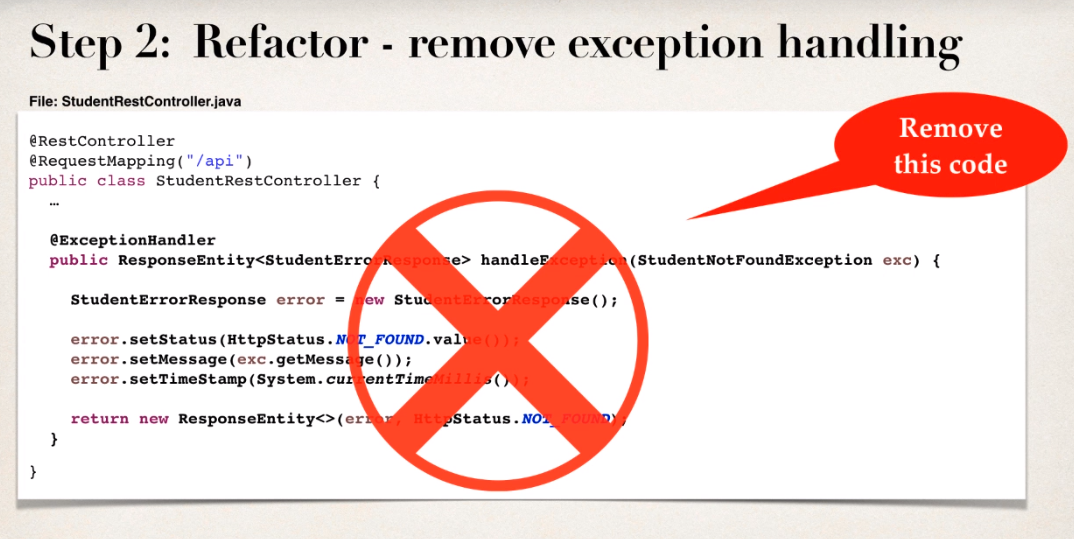 Step 2: Refactor - remove exception handling
File: StudentRestController.java
Remove
this code
@RestController
@RequestMapping("/api")
public class StudentRestController {
…
@ExceptionHandler
public ResponseEntity<StudentErrorResponse> handleException(StudentNotFoundException exc) {
StudentErrorResponse error = new StudentErrorResponse();
error.setStatus(HttpStatus.NOT_FOUND.value());
error.setMessage(exc.getMessage());
error.setTimeStamp(System.currentTimeMillis());
return new ResponseEntity<>(error, HttpStatus.NOT_FOUND);
}
}